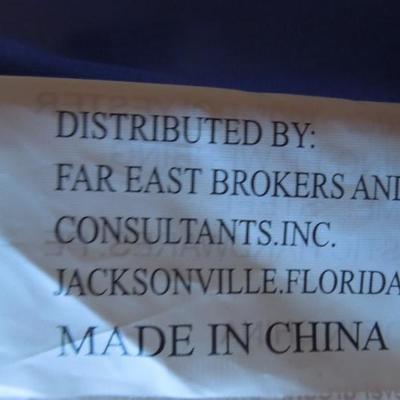 DISTRIBUTED BY:
FAR EAST BROKERS AND
CONSULTANTS.INC.
JACKSONVILLE.FLORIDA
MADE IN CHINA